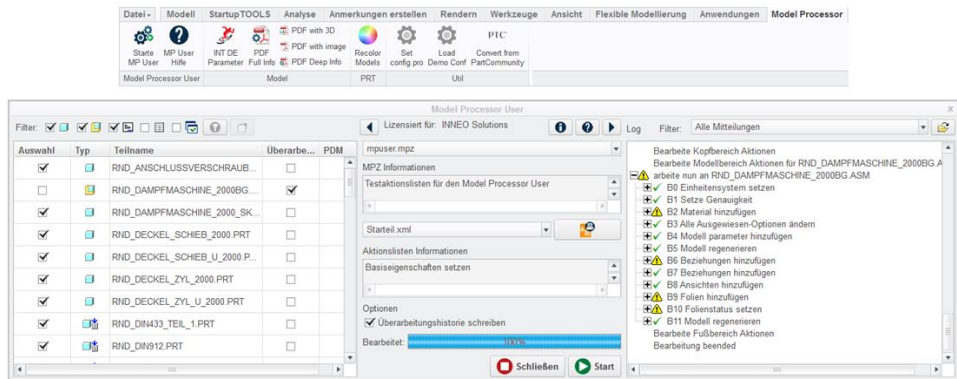 Datei Modell StartupTOOLS Analyse Anmerkungen erstellen Rendern Werkzeuge Ansicht Flexible Modellierung Anwendungen Model Processor
Starte MP User
MP User Hilfe
INT DE Parameter
PDF Full Info
PDF with 3D
PDF with image
PDF Deep Info
Recolor Models
Set config.pro
Load Demo Conf
PTC
Convert from PartCommunity
Model Processor User Model PRT Util
Model Processor User
Filter:
Auswahl Typ Teilname Überarbe... PDM
RND_ANSCHLUSSVERSCHRAUB...
RND_DAMPFMASCHINE_2000BG....
RND_DAMPFMASCHINE_2000_SK...
RND_DECKEL_SCHIEB_2000.PRT
RND_DECKEL_SCHIEB_U_2000.P...
RND_DECKEL_ZYL_2000.PRT
RND_DECKEL_ZYL_U_2000.PRT
RND_DIN433_TEIL_1.PRT
RND_DIN912.PRT
Lizensiert für: INNEO Solutions
mpuser.mpz
MPZ Informationen
Testaktionslisten für den Model Processor User
Starteil.xml
Aktionslisten Informationen
Basiseigenschaften setzen
Optionen
Überarbeitungshistorie schreiben
Bearbeitet: 100%
Schließen Start
Log Filter: Alle Mitteilungen
Bearbeite Kopfbereich Aktionen
Bearbeite Modellbereich Aktionen für RND_DAMPFMASCHINE_2000BG.A
arbeite nun an RND_DAMPFMASCHINE_2000BG.ASM
B0 Einheitensystem setzen
B1 Setze Genauigkeit
B2 Material hinzufügen
B3 Alle Ausgewiesen-Optionen ändern
B4 Modell parameter hinzufügen
B5 Modell regenerieren
B6 Beziehungen hinzufügen
B7 Beziehungen hinzufügen
B8 Ansichten hinzufügen
B9 Folien hinzufügen
B10 Folienstatus setzen
B11 Modell regenerieren
Bearbeite Fußbereich Aktionen
Bearbeitung beended